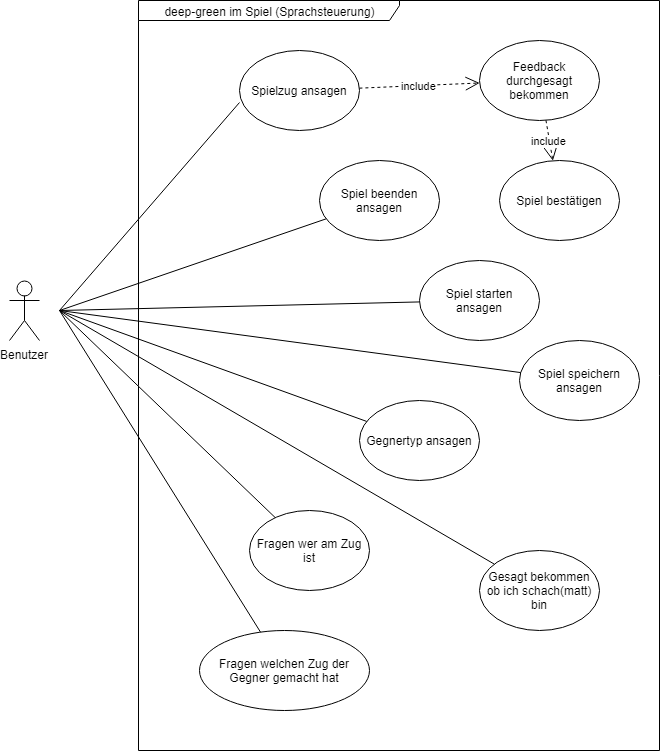 deep-green im Spiel (Sprachsteuerung)
Spielzug ansagen
include
Feedback
durchgesagt
bekommen
include
Spiel beenden
ansagen
Spiel bestätigen
Spiel starten
ansagen
Benutzer
Spiel speichern
ansagen
Gegnertyp ansagen
Fragen wer am Zug
ist
Gesagt bekommen
ob ich schach(matt)
bin
Fragen welchen Zug der
Gegner gemacht hat